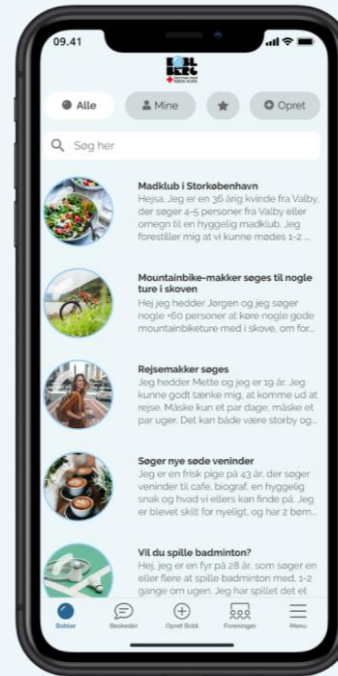 09.41
BOBL
BERG
Alle
Mine
Opret
Søg her
Madklub i Storkøbenhavn
Hejsa. Jeg er en 36 årig kvinde fra Valby,
der søger 4-5 personer fra Valby eller
omegn til en hyggelig madklub. Jeg
forestiller mig at vi kunne mødes 1-2 ...
Mountainbike-makker søges til nogle
ture i skoven
Hej jeg hedder Jørgen og jeg søger
nogle +60 personer at køre nogle gode
mountainbiketure med i skove, om for...
Rejsemakker søges
Jeg hedder Mette og jeg er 19 år. Jeg
kunne godt tænke mig, at komme ud at
rejse. Måske kun et par dage, måske et
par uger. Det kan både være storby og...
Søger nye søde veninder
Jeg er en frisk pige på 43 år, der søger
veninder til cafe, biograf, en hyggelig
snak og hvad vi ellers kan finde på. Jeg
er blevet skilt for nyeligt, og har 2 børn...
Vil du spille badminton?
Hej, jeg er en fyr på 28 år, som søger en
eller flere at spille badminton med, 1-2
gange om ugen. Jeg har spillet det et
Bobler
Beskeder
Opret Bobl
Foreninger
Menu